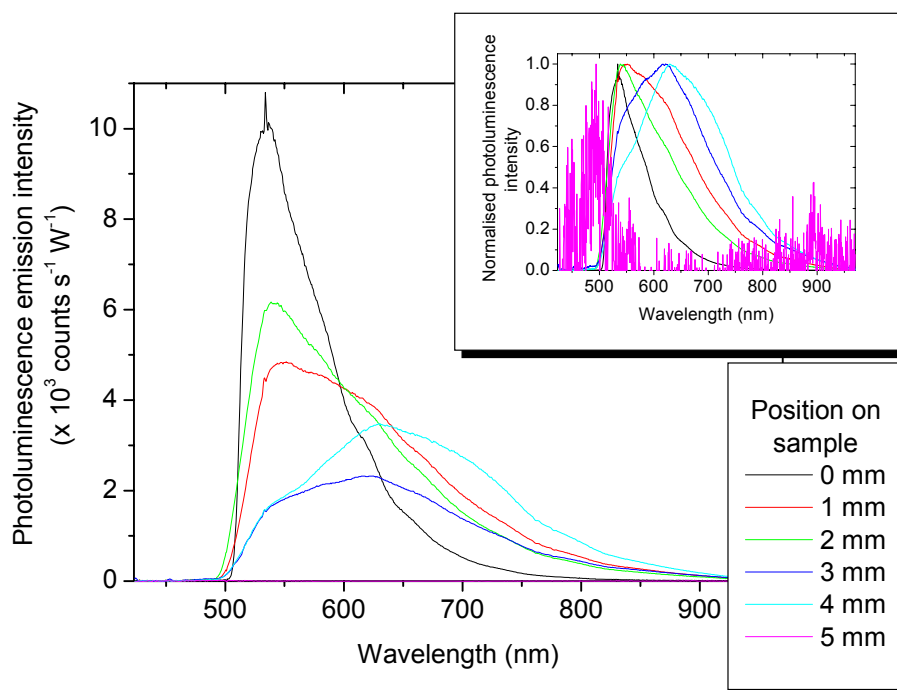 Photoluminescence emission intensity
(x 10³ counts s⁻¹ W⁻¹)
10
8
6
4
2
0
500
600
700
800
900
Wavelength (nm)
Normalised photoluminescence
intensity
1.0
0.8
0.6
0.4
0.2
0.0
500 600 700 800 900
Wavelength (nm)
Position on
sample
0 mm
1 mm
2 mm
3 mm
4 mm
5 mm